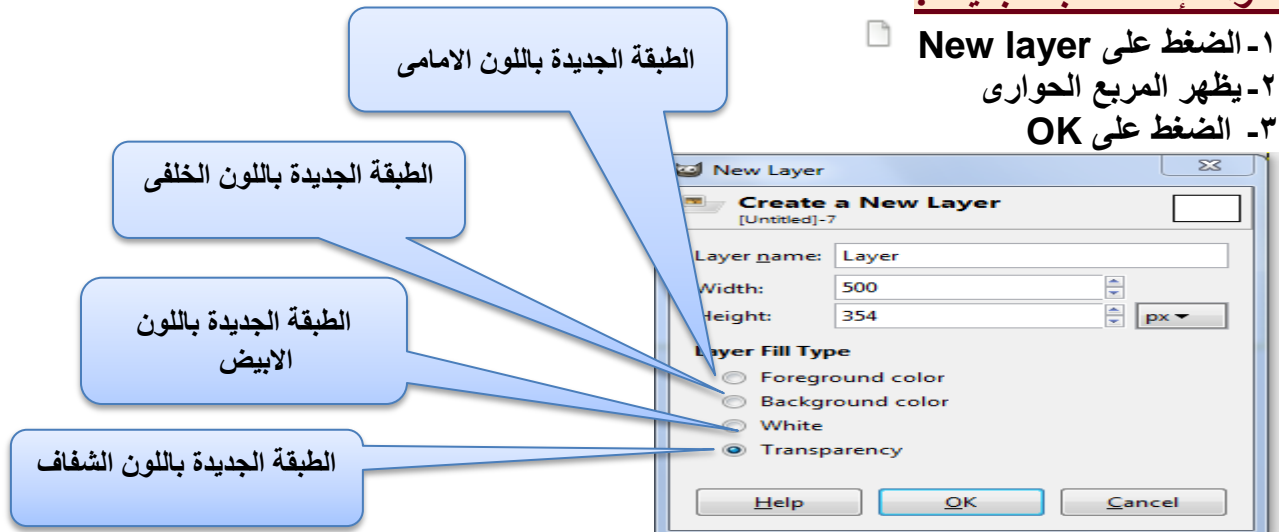 ١- الضغط على New layer
٢- يظهر المربع الحوارى
٣- الضغط على OK
الطبقة الجديدة باللون الامامى
الطبقة الجديدة باللون الخلفى
الطبقة الجديدة باللون
الابيض
الطبقة الجديدة باللون الشفاف
New Layer
Create a New Layer
[Untitled]-7
Layer name: Layer
Width: 500
Height: 354 px
Layer Fill Type
Foreground color
Background color
White
Transparency
Help OK Cancel